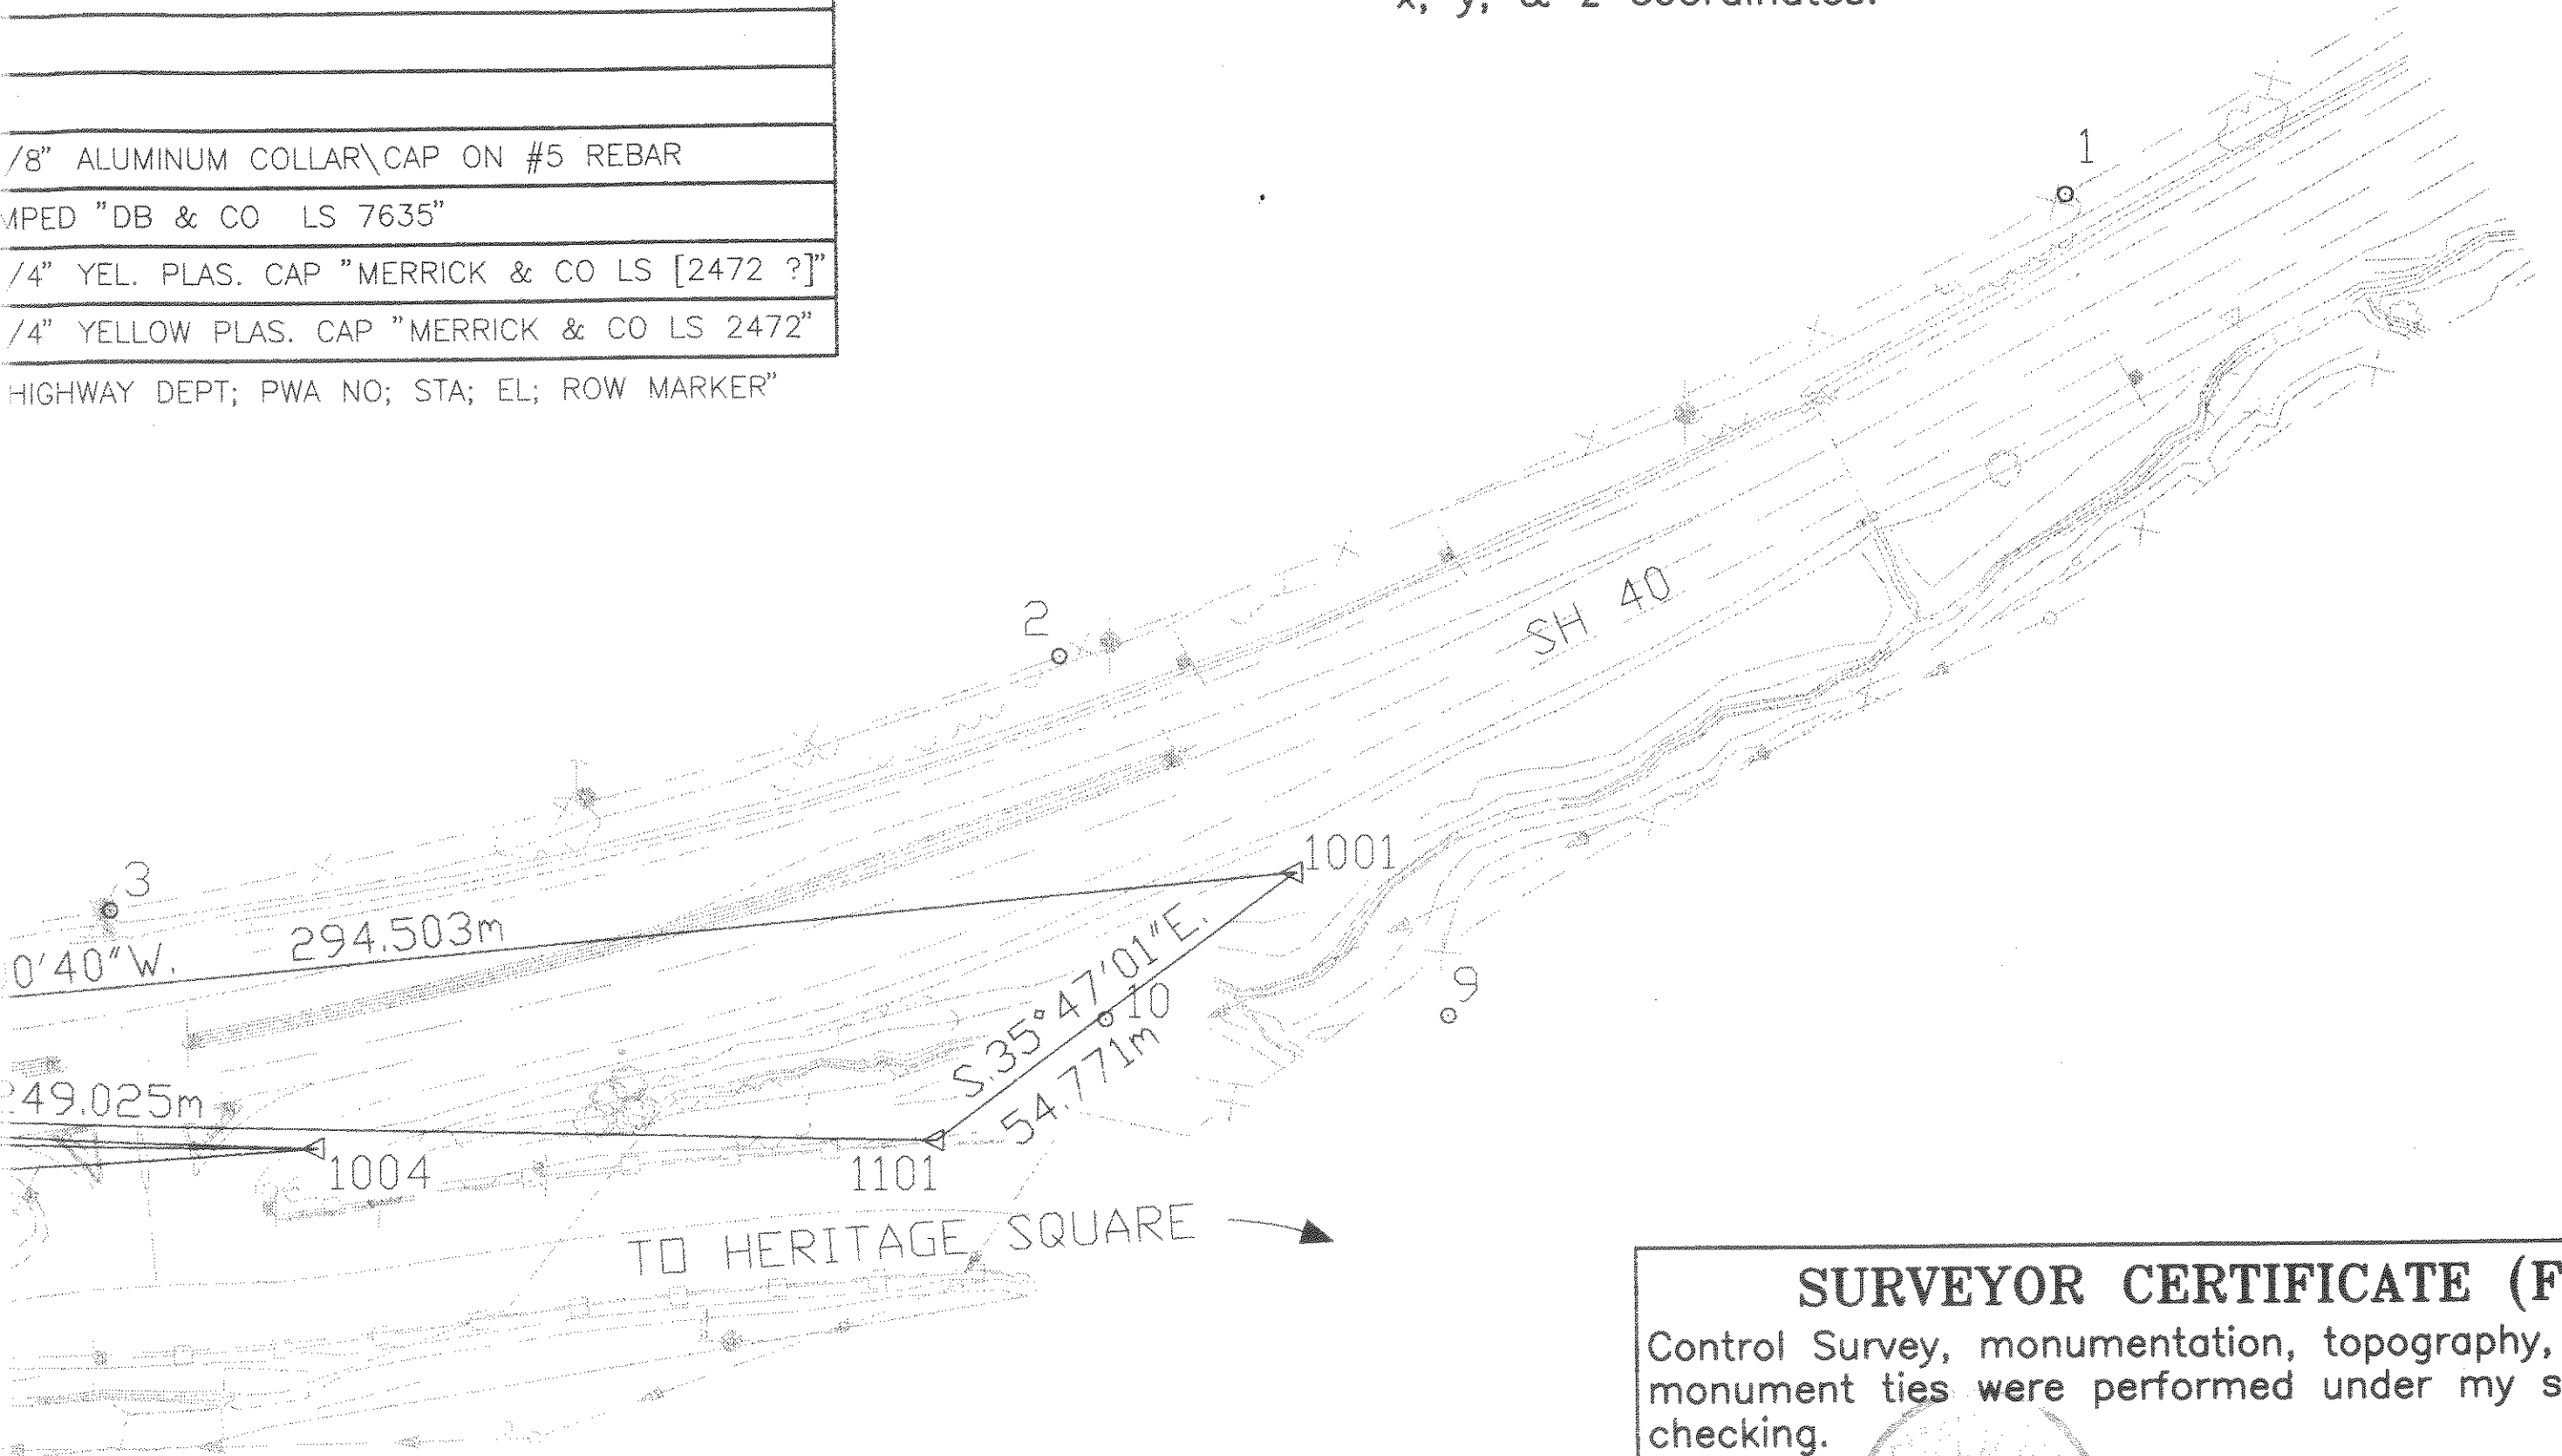 x, y, & z coordinates.
/8" ALUMINUM COLLAR\CAP ON #5 REBAR
MPED "DB & CO LS 7635"
/4" YEL. PLAS. CAP "MERRICK & CO LS [2472 ?]"
/4" YELLOW PLAS. CAP "MERRICK & CO LS 2472"
HIGHWAY DEPT; PWA NO; STA; EL; ROW MARKER"
1
2
SH 40
3
1001
294.503m
0'40"W.
S.35°47'01"E.
10
9
54.771m
249.025m
1004
1101
TO HERITAGE SQUARE
SURVEYOR CERTIFICATE (F
Control Survey, monumentation, topography,
monument ties were performed under my s
checking.